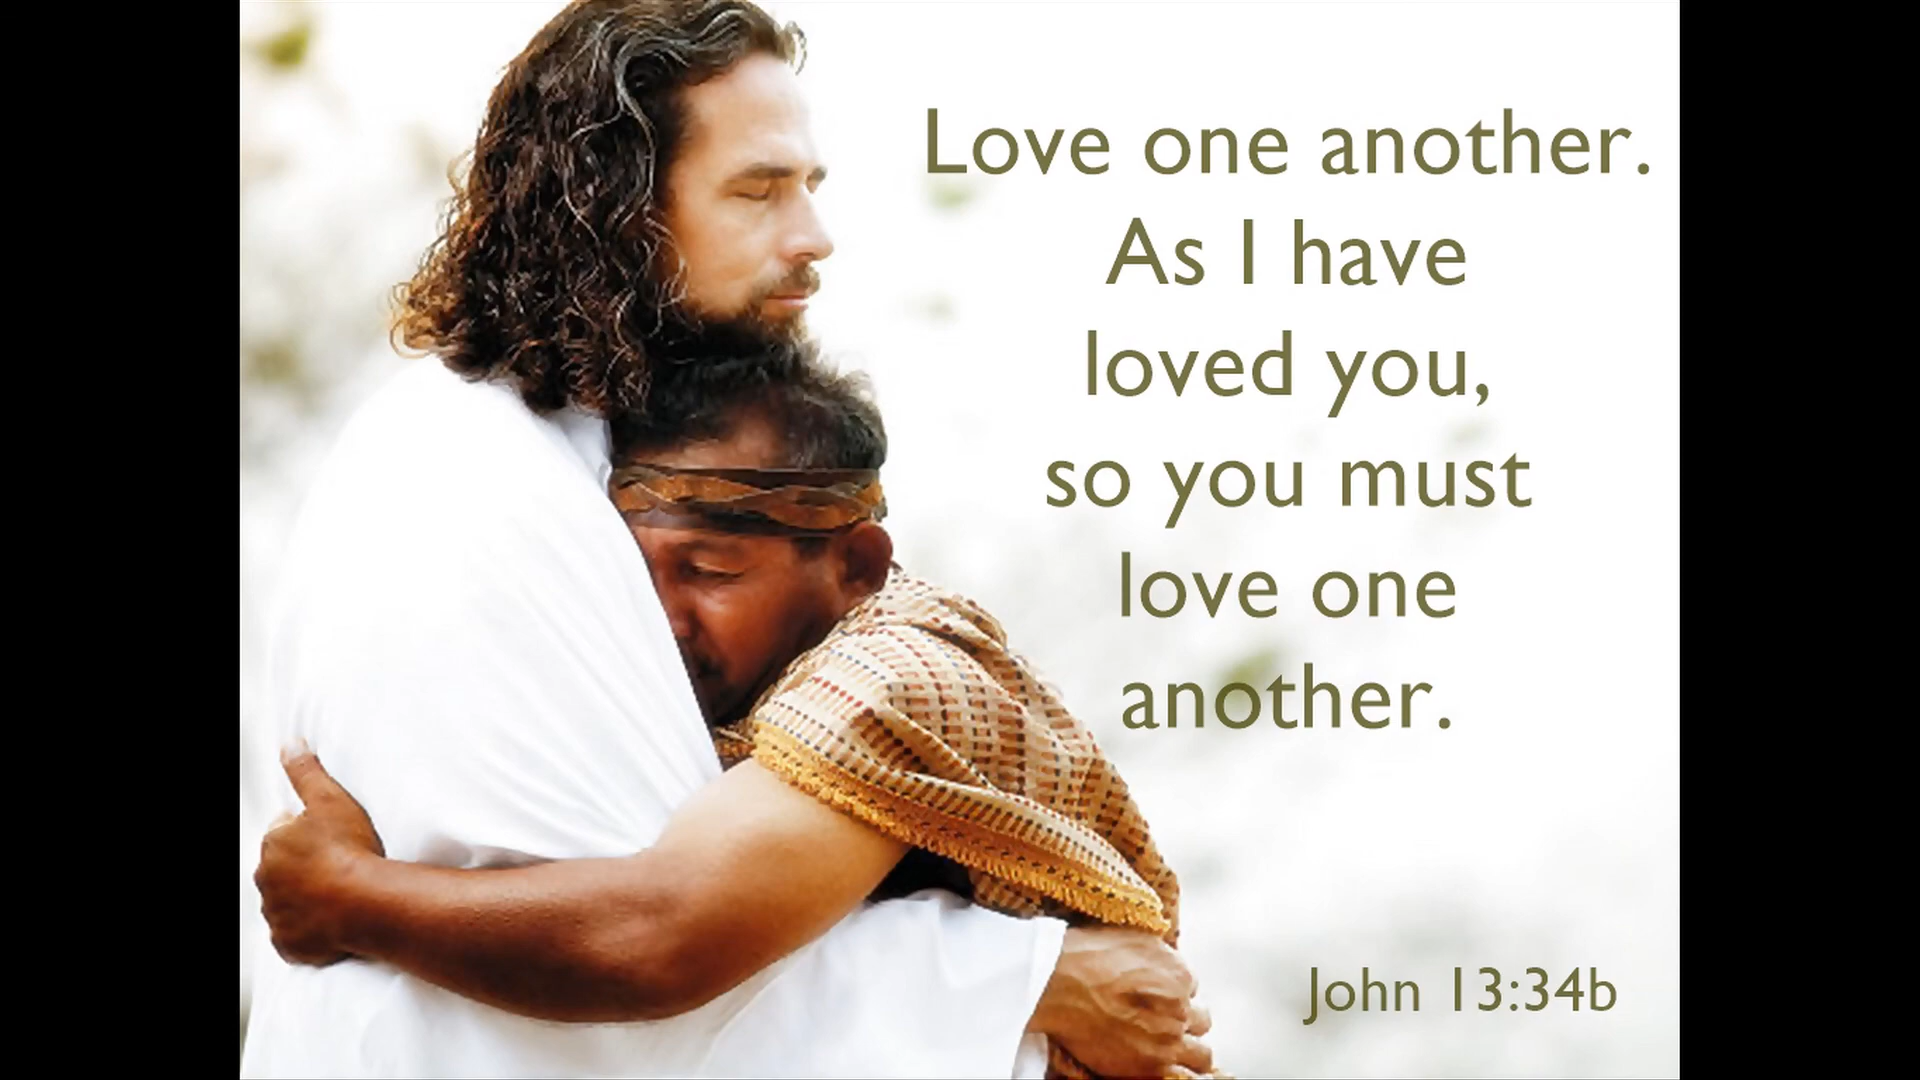 Love one another.
As I have
loved you,
so you must
love one
another.
John 13:34b